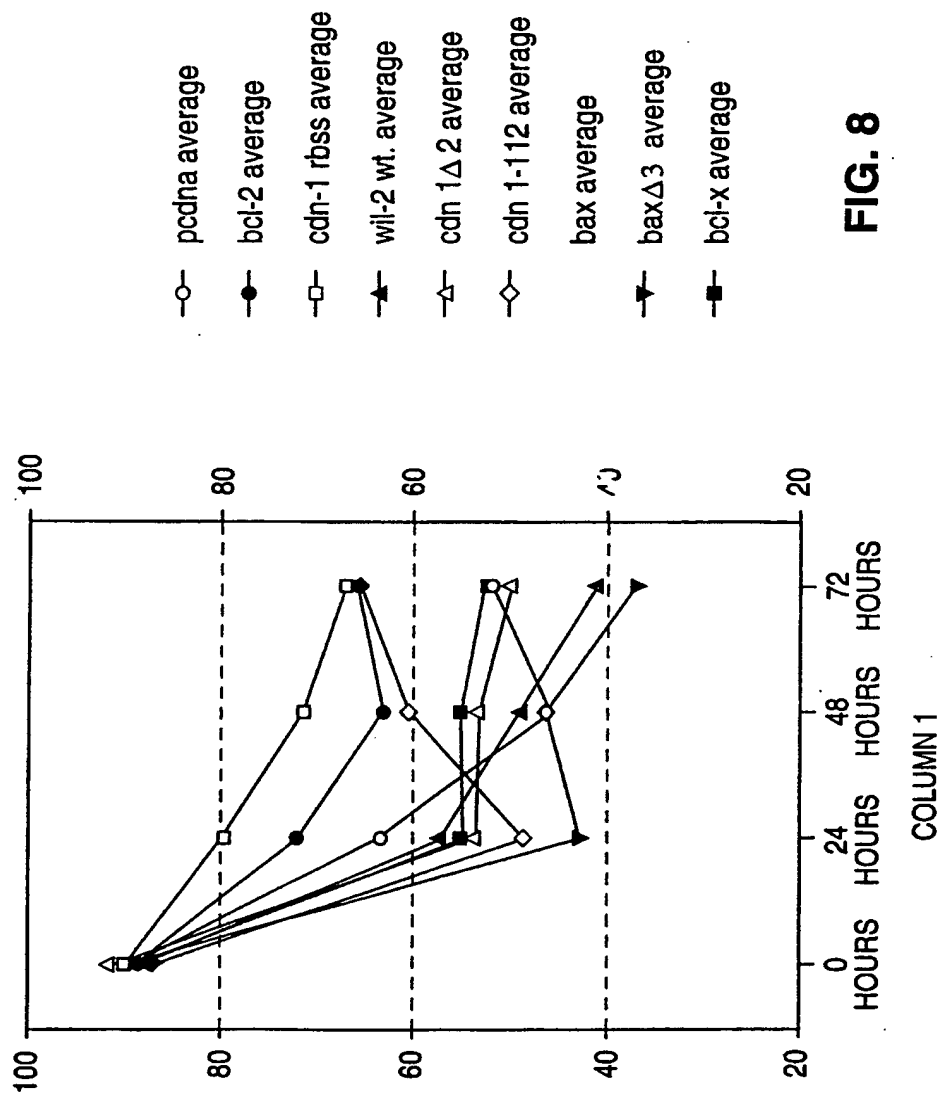 100
80
60
40
20
100
80
60
20
0
HOURS
24
HOURS
48
HOURS
72
HOURS
COLUMN 1
pcdna average
bcl-2 average
cdn-1 rbss average
wil-2 wt. average
cdn 1Δ2 average
cdn 1-112 average
bax average
baxΔ3 average
bcl-x average
FIG. 8